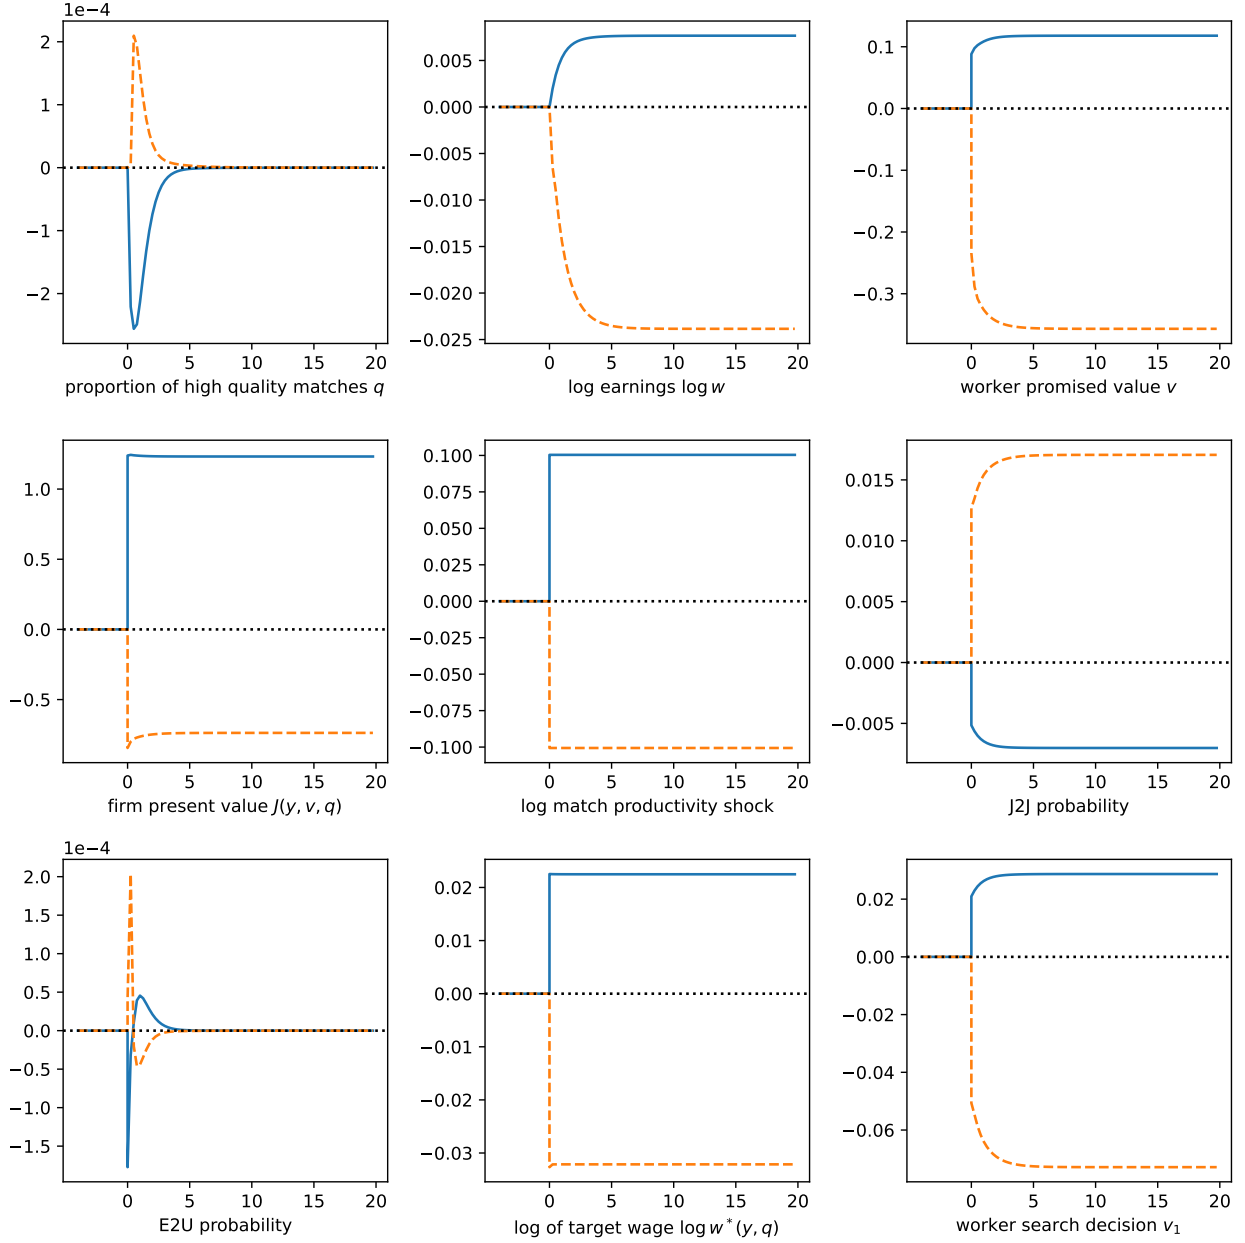 1e−4
2
1
0
−1
−2
0 5 10 15 20
proportion of high quality matches q
0.005
0.000
−0.005
−0.010
−0.015
−0.020
−0.025
0 5 10 15 20
log earnings log w
0.1
0.0
−0.1
−0.2
−0.3
0 5 10 15 20
worker promised value v
1.0
0.5
0.0
−0.5
0 5 10 15 20
firm present value J(y, v, q)
0.100
0.075
0.050
0.025
0.000
−0.025
−0.050
−0.075
−0.100
0 5 10 15 20
log match productivity shock
0.015
0.010
0.005
0.000
−0.005
0 5 10 15 20
J2J probability
1e−4
2.0
1.5
1.0
0.5
0.0
−0.5
−1.0
−1.5
0 5 10 15 20
E2U probability
0.02
0.01
0.00
−0.01
−0.02
−0.03
0 5 10 15 20
log of target wage log w*(y, q)
0.02
0.00
−0.02
−0.04
−0.06
0 5 10 15 20
worker search decision v₁